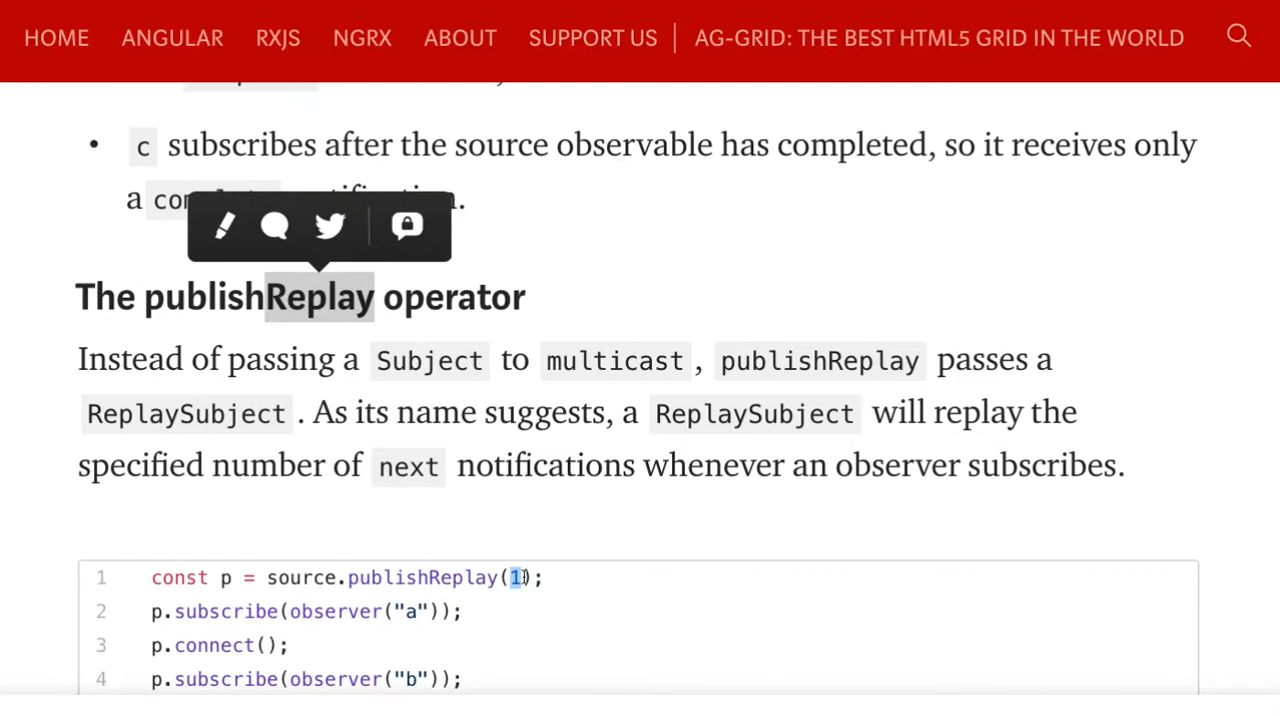 HOME ANGULAR RXJS NGRX ABOUT SUPPORT US AG-GRID: THE BEST HTML5 GRID IN THE WORLD
• c subscribes after the source observable has completed, so it receives only
a
The publishReplay operator
Instead of passing a Subject to multicast, publishReplay passes a
ReplaySubject. As its name suggests, a ReplaySubject will replay the
specified number of next notifications whenever an observer subscribes.
1 const p = source.publishReplay(1);
2 p.subscribe(observer("a"));
3 p.connect();
4 p.subscribe(observer("b"));